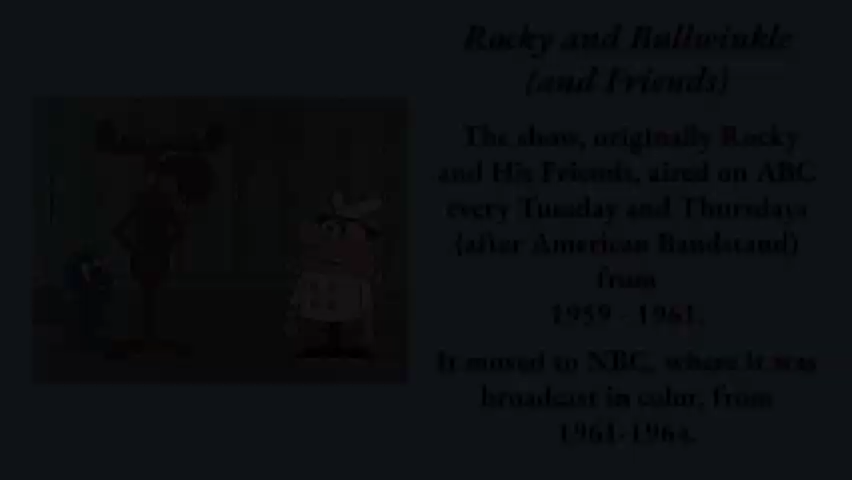 Rocky and Bullwinkle
(and Friends)
The show, originally Rocky
and His Friends, aired on ABC
every Tuesday and Thursdays
(after American Bandstand)
from
1959 - 1961.
It moved to NBC, where it was
broadcast in color, from
1961-1964.